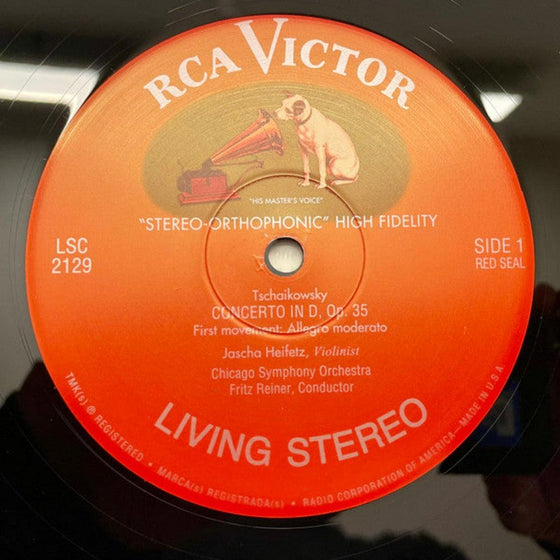 RCA VICTOR
"HIS MASTER'S VOICE"
"STEREO-ORTHOPHONIC" HIGH FIDELITY
LSC
2129
SIDE 1
RED SEAL
Tschaikowsky
CONCERTO IN D, Op. 35
First movement: Allegro moderato
Jascha Heifetz, Violinist
Chicago Symphony Orchestra
Fritz Reiner, Conductor
LIVING STEREO
TMK(s) ® REGISTERED. • MARCA(s) REGISTRADA(s) • RADIO CORPORATION OF AMERICA—MADE IN U.S.A